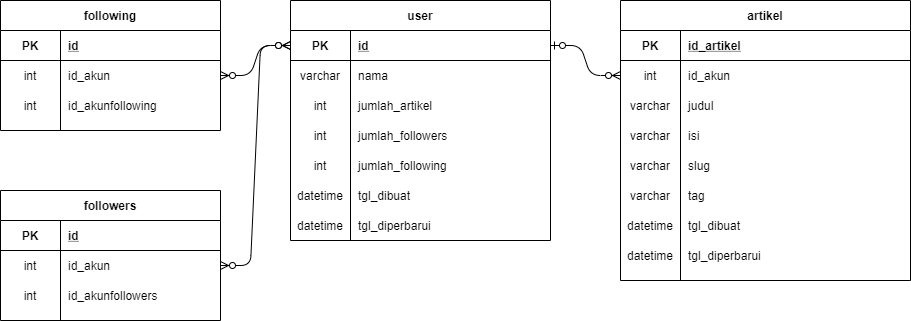 following
PK id
int id_akun
int id_akunfollowing
user
PK id
varchar nama
int jumlah_artikel
int jumlah_followers
int jumlah_following
datetime tgl_dibuat
datetime tgl_diperbarui
artikel
PK id_artikel
int id_akun
varchar judul
varchar isi
varchar slug
varchar tag
datetime tgl_dibuat
datetime tgl_diperbarui
followers
PK id
int id_akun
int id_akunfollowers